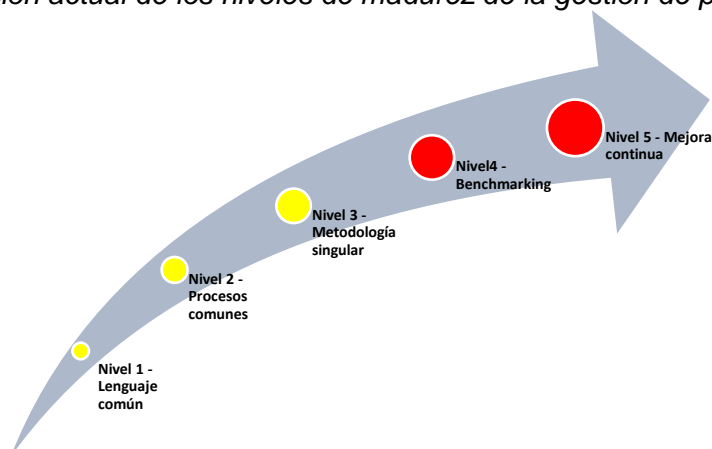 actual de los niveles de madurez de la gestión de
Nivel 5 - Mejora
continua
Nivel4 -
Benchmarking
Nivel 3 -
Metodología
singular
Nivel 2 -
Procesos
comunes
Nivel 1 -
Lenguaje
común